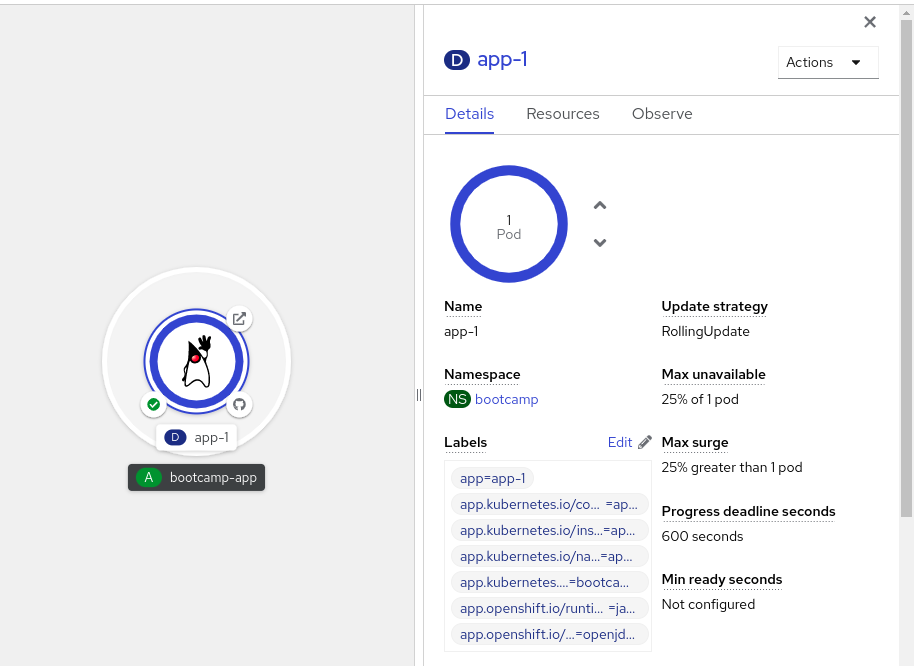 D app-1
A bootcamp-app
D app-1
Actions
Details Resources Observe
1
Pod
Name
app-1
Update strategy
RollingUpdate
Namespace
NS bootcamp
Max unavailable
25% of 1 pod
Labels Edit
app=app-1
app.kubernetes.io/co... =ap...
app.kubernetes.io/ins...=ap...
app.kubernetes.io/na...=ap...
app.kubernetes....=bootca...
app.openshift.io/runti... =ja...
app.openshift.io/...=openjd...
Max surge
25% greater than 1 pod
Progress deadline seconds
600 seconds
Min ready seconds
Not configured